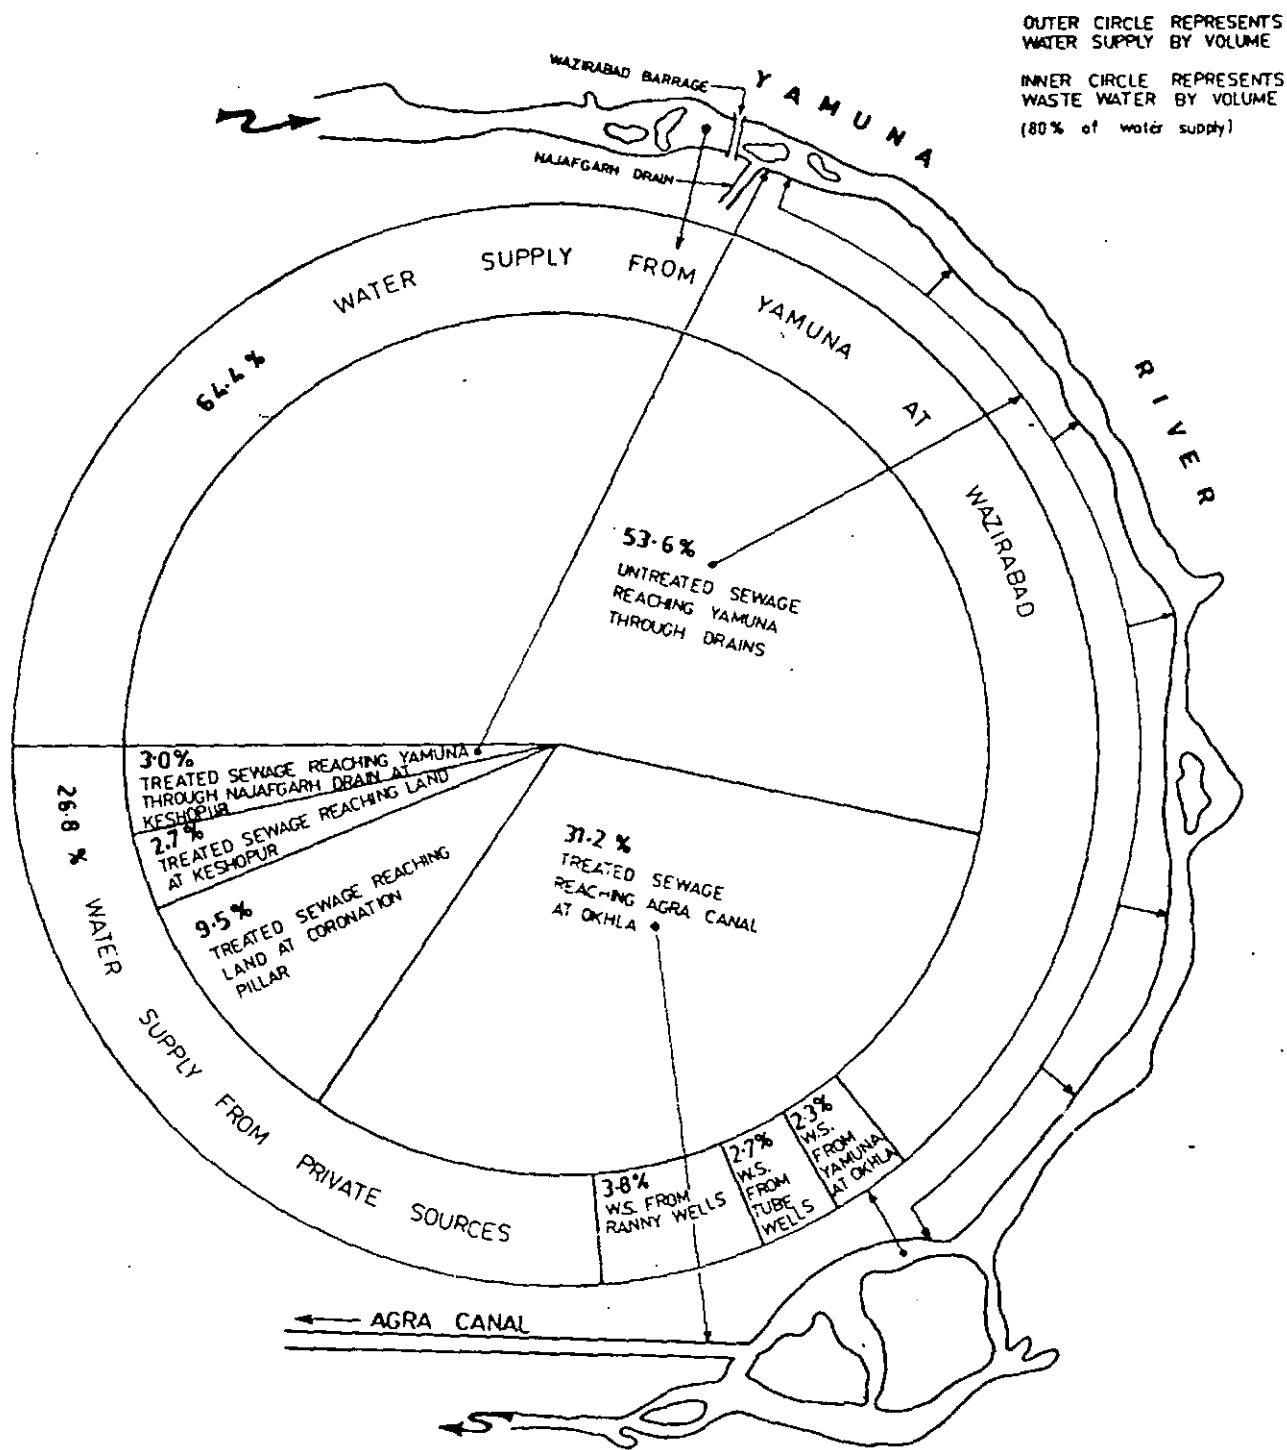 OUTER CIRCLE REPRESENTS
WATER SUPPLY BY VOLUME
INNER CIRCLE REPRESENTS
WASTE WATER BY VOLUME
(80% of water supply)
WAZIRABAD BARRAGE
YAMUNA
RIVER
NAJAFGARH DRAIN
64.4%
WATER SUPPLY FROM YAMUNA AT WAZIRABAD
53.6%
UNTREATED SEWAGE
REACHING YAMUNA
THROUGH DRAINS
3.0%
TREATED SEWAGE REACHING YAMUNA
THROUGH NAJAFGARH DRAIN AT
KESHOPUR
2.7%
TREATED SEWAGE REACHING LAND
AT KESHOPUR
9.5%
TREATED SEWAGE REACHING
LAND AT CORONATION
PILLAR
31.2%
TREATED SEWAGE
REACHING AGRA CANAL
AT OKHLA
26.8% WATER SUPPLY FROM PRIVATE SOURCES
3.8%
W.S. FROM
RANNY WELLS
2.7%
W.S.
FROM
TUBE
WELLS
2.3%
W.S.
FROM
YAMUNA
AT OKHLA
AGRA CANAL